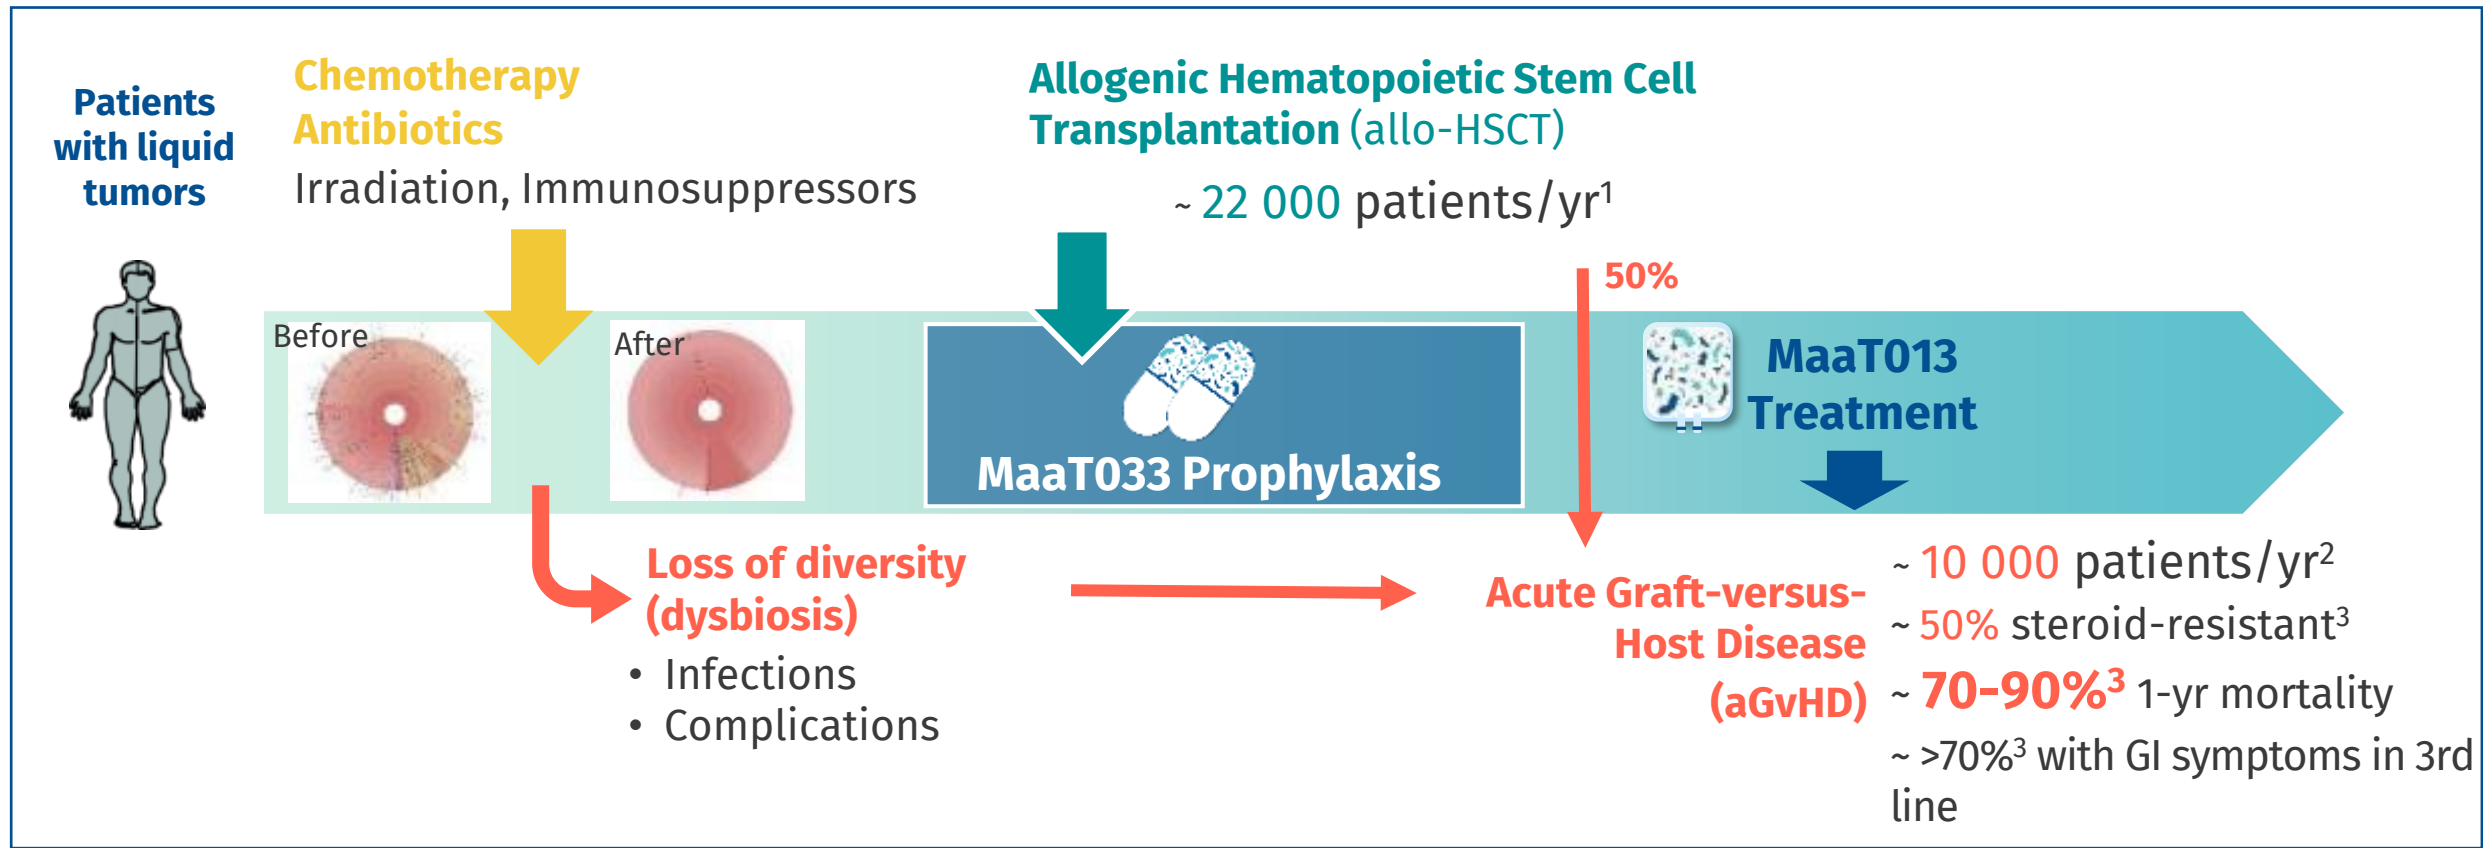 Patients
with liquid
tumors
Chemotherapy
Antibiotics
Irradiation, Immunosuppressors
Allogenic Hematopoietic Stem Cell
Transplantation (allo-HSCT)
~ 22 000 patients/yr¹
50%
Before
After
MaaT033 Prophylaxis
MaaT013
Treatment
Loss of diversity
(dysbiosis)
• Infections
• Complications
Acute Graft-versus-
Host Disease
(aGvHD)
~ 10 000 patients/yr²
~ 50% steroid-resistant³
~ 70-90%³ 1-yr mortality
~ >70%³ with GI symptoms in 3rd
line